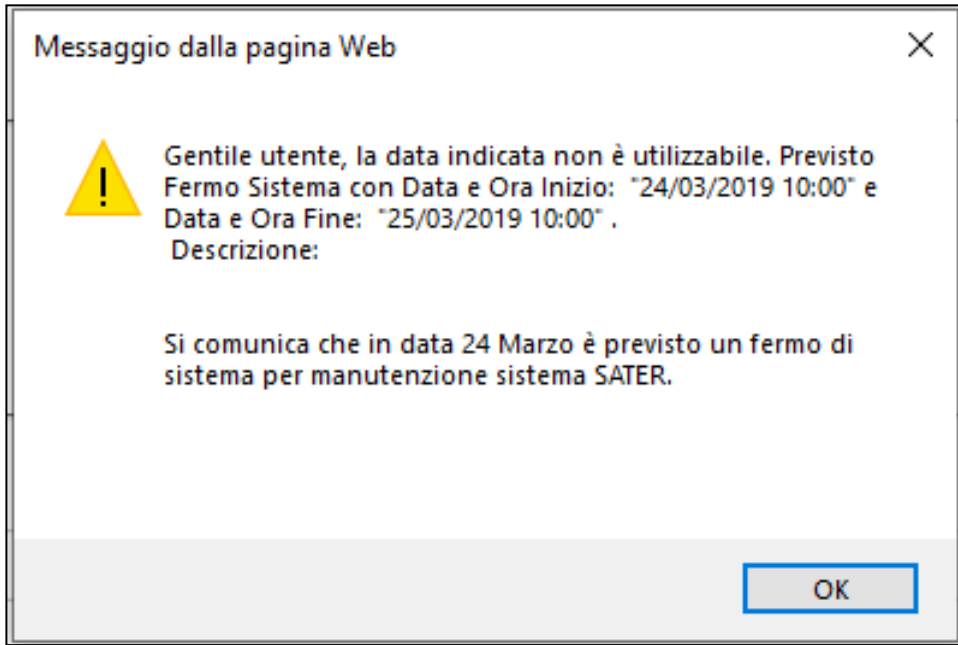 Messaggio dalla pagina Web
Gentile utente, la data indicata non è utilizzabile. Previsto
Fermo Sistema con Data e Ora Inizio:  "24/03/2019 10:00" e
Data e Ora Fine:  "25/03/2019 10:00" .
Descrizione:
Si comunica che in data 24 Marzo è previsto un fermo di
sistema per manutenzione sistema SATER.
OK